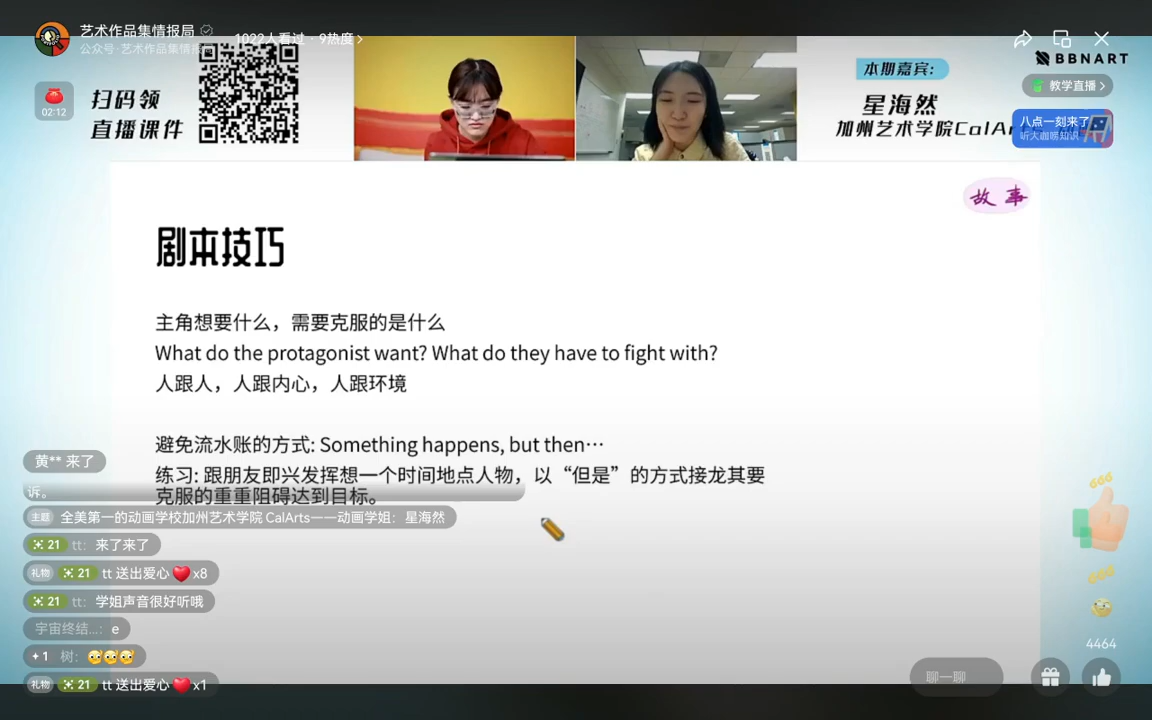 艺术作品集情报局
公众号·艺术作品集情报局
1022人看过·9热度
BBNART
02:12
扫码领
直播课件
本期嘉宾:
星海然
加州艺术学院CalAr
教学直播
八点一刻来了
听大咖唠知识
故事
剧本技巧
主角想要什么，需要克服的是什么
What do the protagonist want? What do they have to fight with?
人跟人，人跟内心，人跟环境
避免流水账的方式: Something happens, but then…
练习: 跟朋友即兴发挥想一个时间地点人物，以“但是”的方式接龙其要
克服的重重阻碍达到目标。
黄** 来了
诉。
主题 全美第一的动画学校加州艺术学院 CalArts——动画学姐：星海然
21 tt: 来了来了
礼物 21 tt 送出爱心 x8
21 tt: 学姐声音很好听哦
宇宙终结...: e
+1 树:
礼物 21 tt 送出爱心 x1
666
666
4464
聊一聊